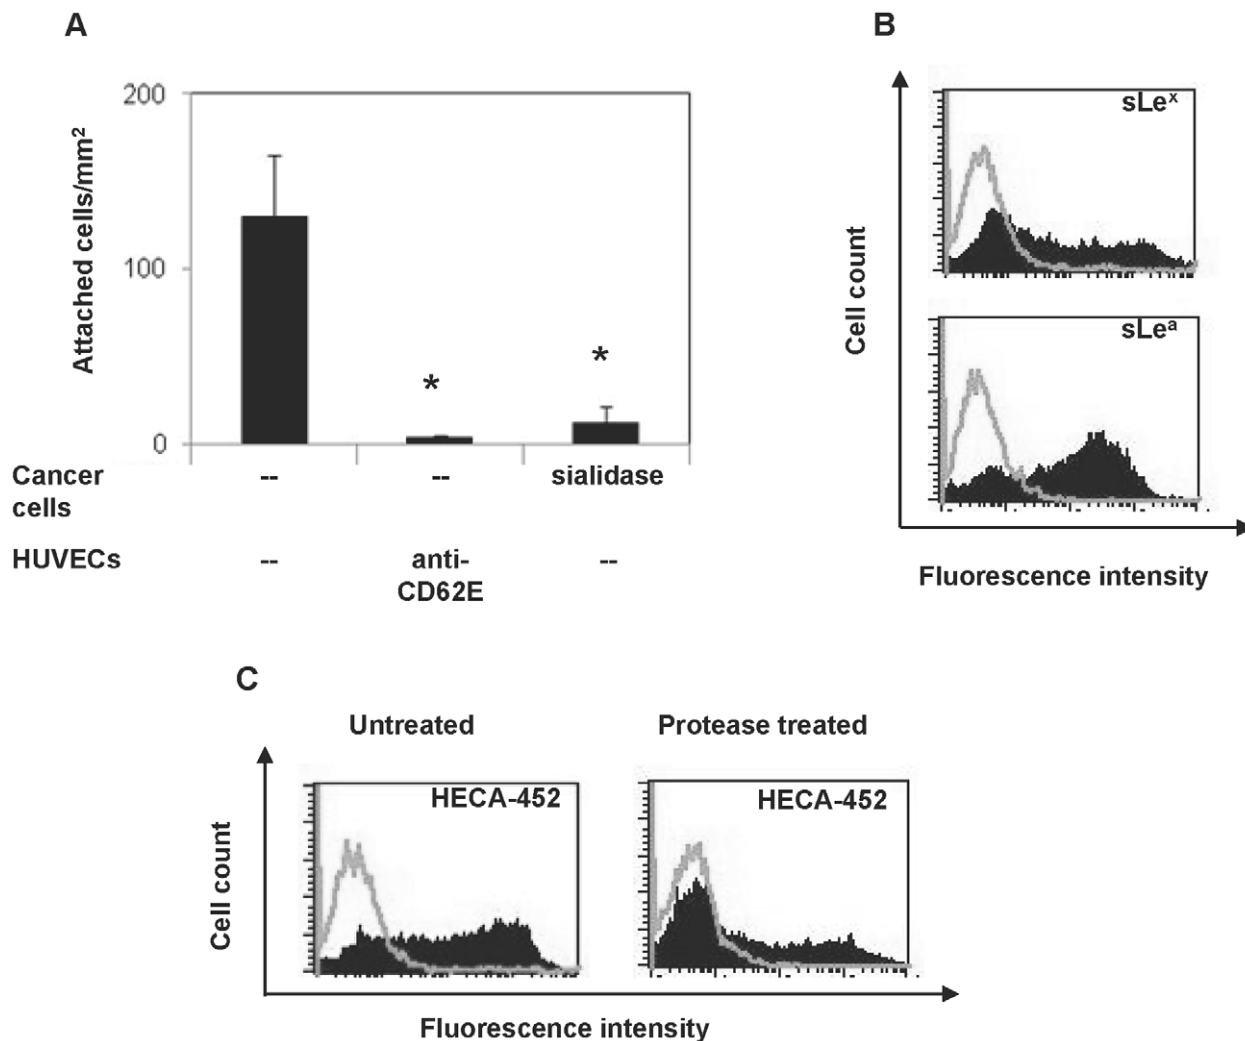 A
B
200
100
0
Attached cells/mm²
*
*
Cancer cells
--
--
sialidase
HUVECs
--
anti-
CD62E
--
sLeˣ
sLeᵃ
Cell count
Fluorescence intensity
C
Untreated
Protease treated
HECA-452
HECA-452
Cell count
Fluorescence intensity